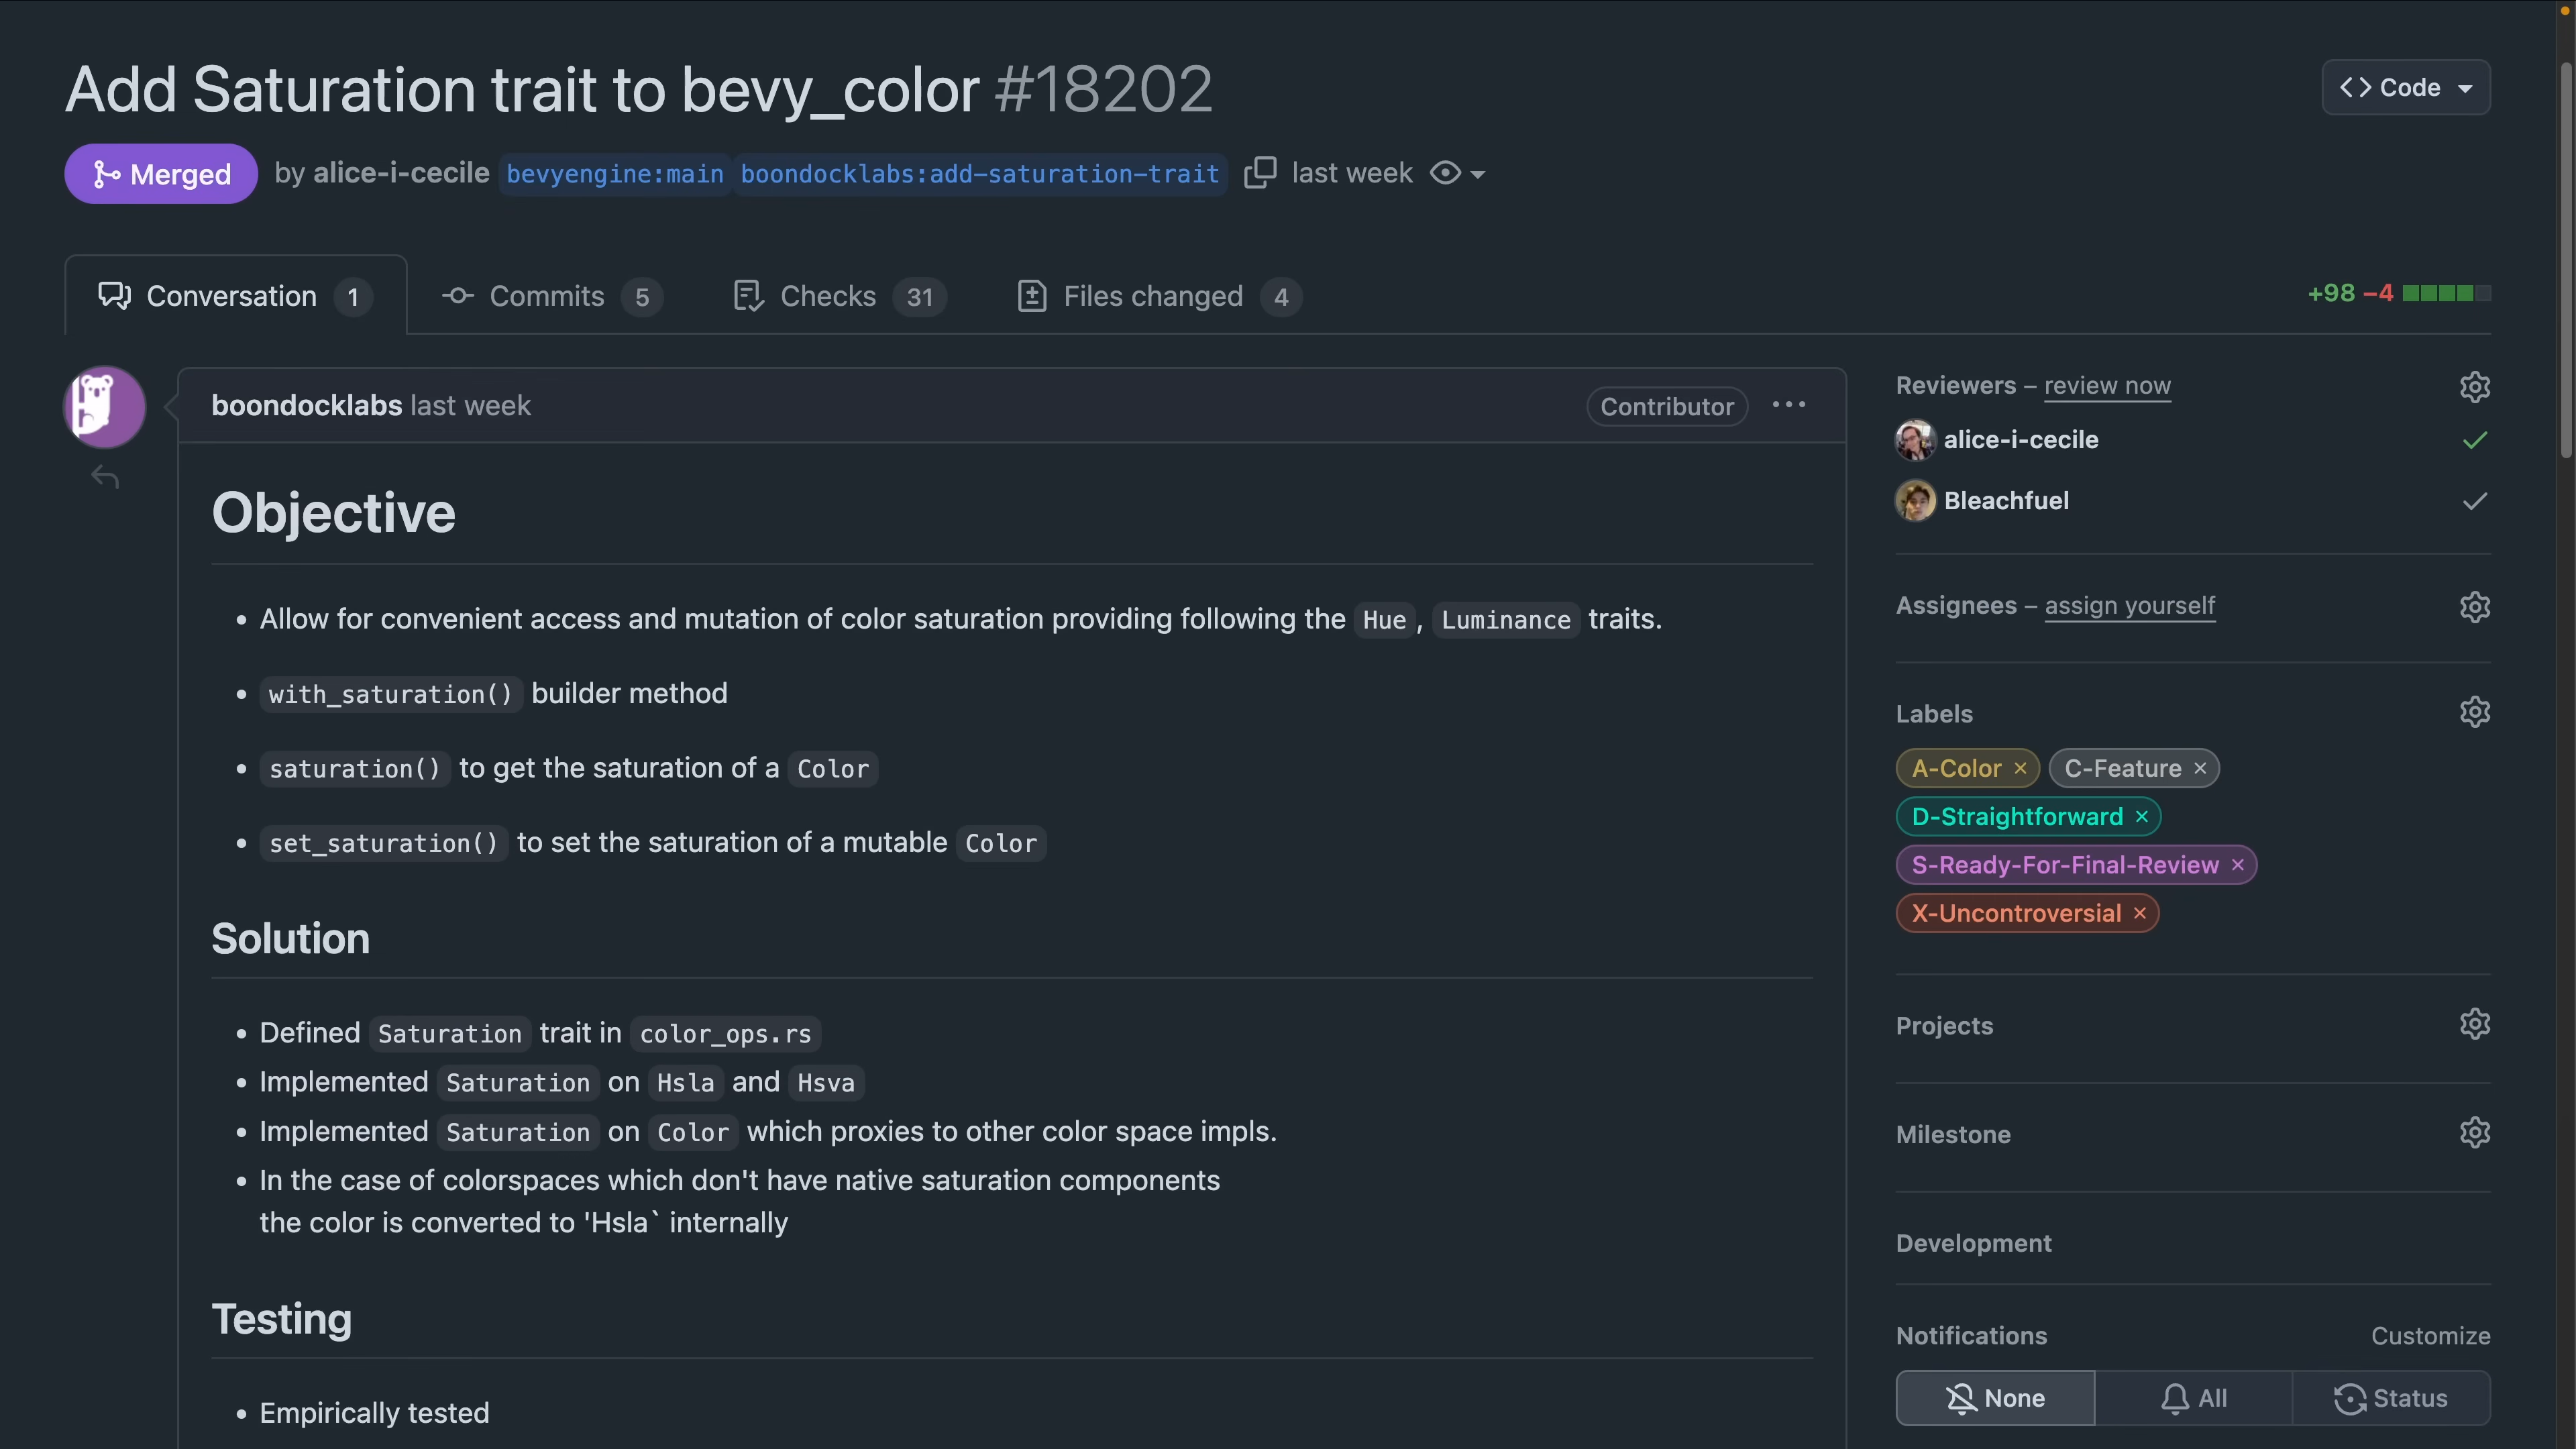 Add Saturation trait to bevy_color #18202
Code
Merged by alice-i-cecile bevyengine:main boondocklabs:add-saturation-trait last week
Conversation 1 Commits 5 Checks 31 Files changed 4
+98 −4
boondocklabs last week Contributor
Objective
• Allow for convenient access and mutation of color saturation providing following the Hue, Luminance traits.
• with_saturation() builder method
• saturation() to get the saturation of a Color
• set_saturation() to set the saturation of a mutable Color
Solution
• Defined Saturation trait in color_ops.rs
• Implemented Saturation on Hsla and Hsva
• Implemented Saturation on Color which proxies to other color space impls.
• In the case of colorspaces which don't have native saturation components
the color is converted to 'Hsla` internally
Testing
• Empirically tested
Reviewers – review now
alice-i-cecile
Bleachfuel
Assignees – assign yourself
Labels
A-Color × C-Feature ×
D-Straightforward ×
S-Ready-For-Final-Review ×
X-Uncontroversial ×
Projects
Milestone
Development
Notifications Customize
None All Status